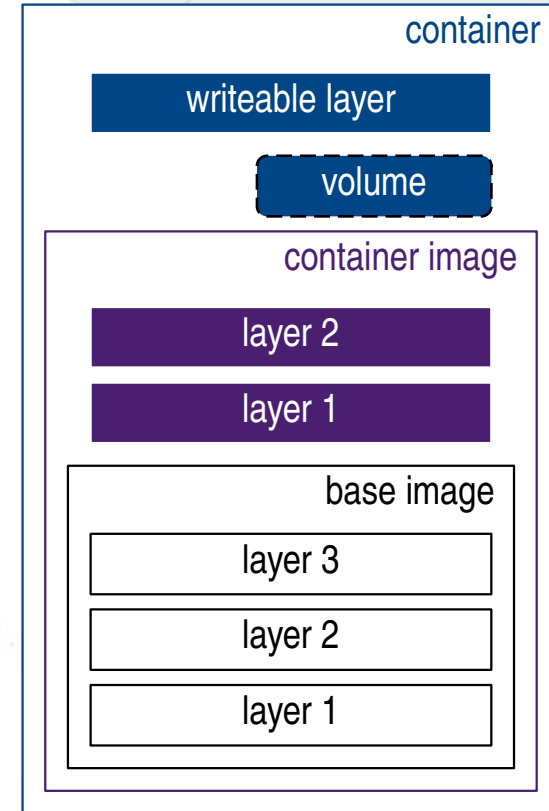 container
writeable layer
volume
container image
layer 2
layer 1
base image
layer 3
layer 2
layer 1